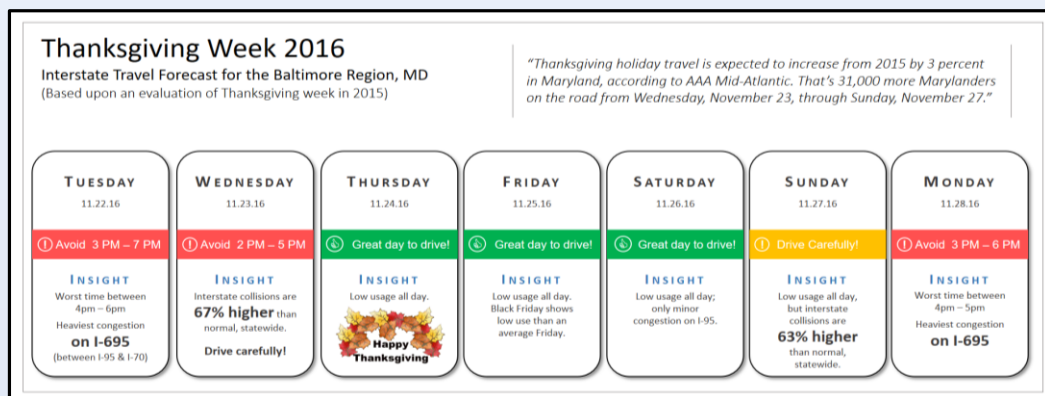 Thanksgiving Week 2016
Interstate Travel Forecast for the Baltimore Region, MD
(Based upon an evaluation of Thanksgiving week in 2015)
"Thanksgiving holiday travel is expected to increase from 2015 by 3 percent
in Maryland, according to AAA Mid-Atlantic. That's 31,000 more Marylanders
on the road from Wednesday, November 23, through Sunday, November 27."
TUESDAY
11.22.16
Avoid 3 PM – 7 PM
INSIGHT
Worst time between
4pm – 6pm
Heaviest congestion
on I-695
(between I-95 & I-70)
WEDNESDAY
11.23.16
Avoid 2 PM – 5 PM
INSIGHT
Interstate collisions are
67% higher than
normal, statewide.
Drive carefully!
THURSDAY
11.24.16
Great day to drive!
INSIGHT
Low usage all day.
Happy
Thanksgiving
FRIDAY
11.25.16
Great day to drive!
INSIGHT
Low usage all day.
Black Friday shows
low use than an
average Friday.
SATURDAY
11.26.16
Great day to drive!
INSIGHT
Low usage all day;
only minor
congestion on I-95.
SUNDAY
11.27.16
Drive Carefully!
INSIGHT
Low usage all day,
but interstate
collisions are
63% higher
than normal,
statewide.
MONDAY
11.28.16
Avoid 3 PM – 6 PM
INSIGHT
Worst time between
4pm – 5pm
Heaviest congestion
on I-695